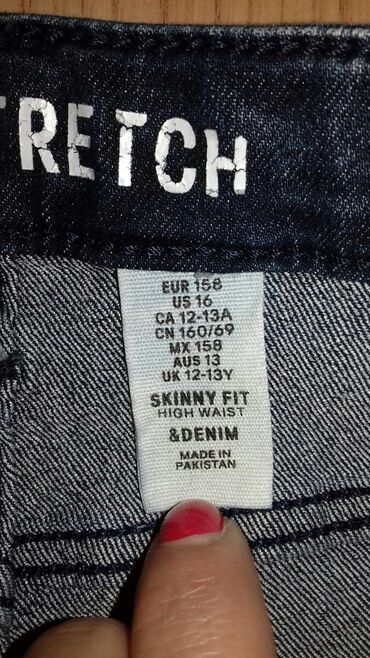 TRETCH
EUR 158
US 16
CA 12-13A
CN 160/69
MX 158
AUS 13
UK 12-13Y
SKINNY FIT
HIGH WAIST
&DENIM
MADE IN
PAKISTAN